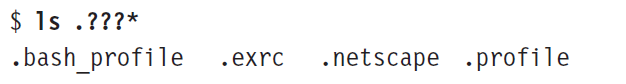 $ ls .???*
.bash_profile .exrc .netscape .profile